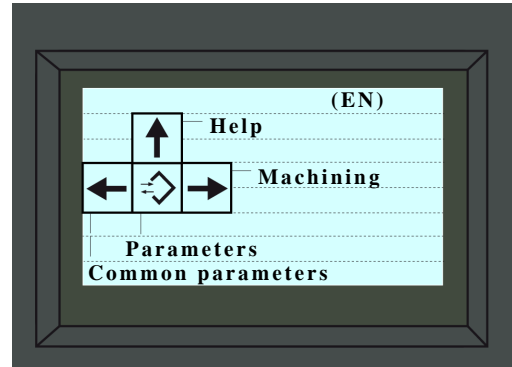 (EN)
Help
Machining
Parameters
Common parameters